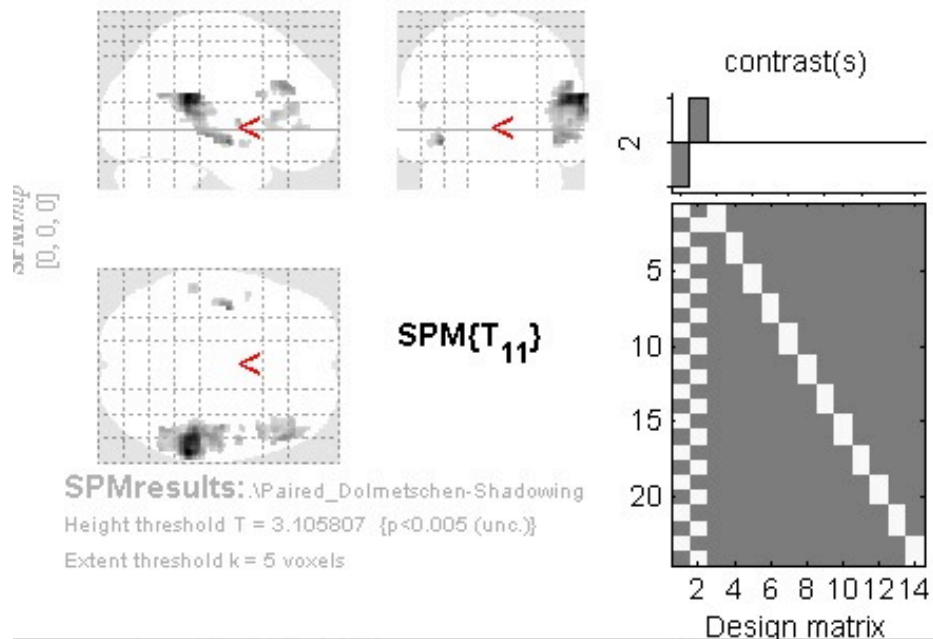 contrast(s)
2
SPMmip
[0, 0, 0]
<
<
<
SPM{T11}
5
10
15
20
2 4 6 8 10 12 14
Design matrix
SPMresults: .\Paired_Dolmetschen-Shadowing
Height threshold T = 3.105807 {p<0.005 (unc.)}
Extent threshold k = 5 voxels